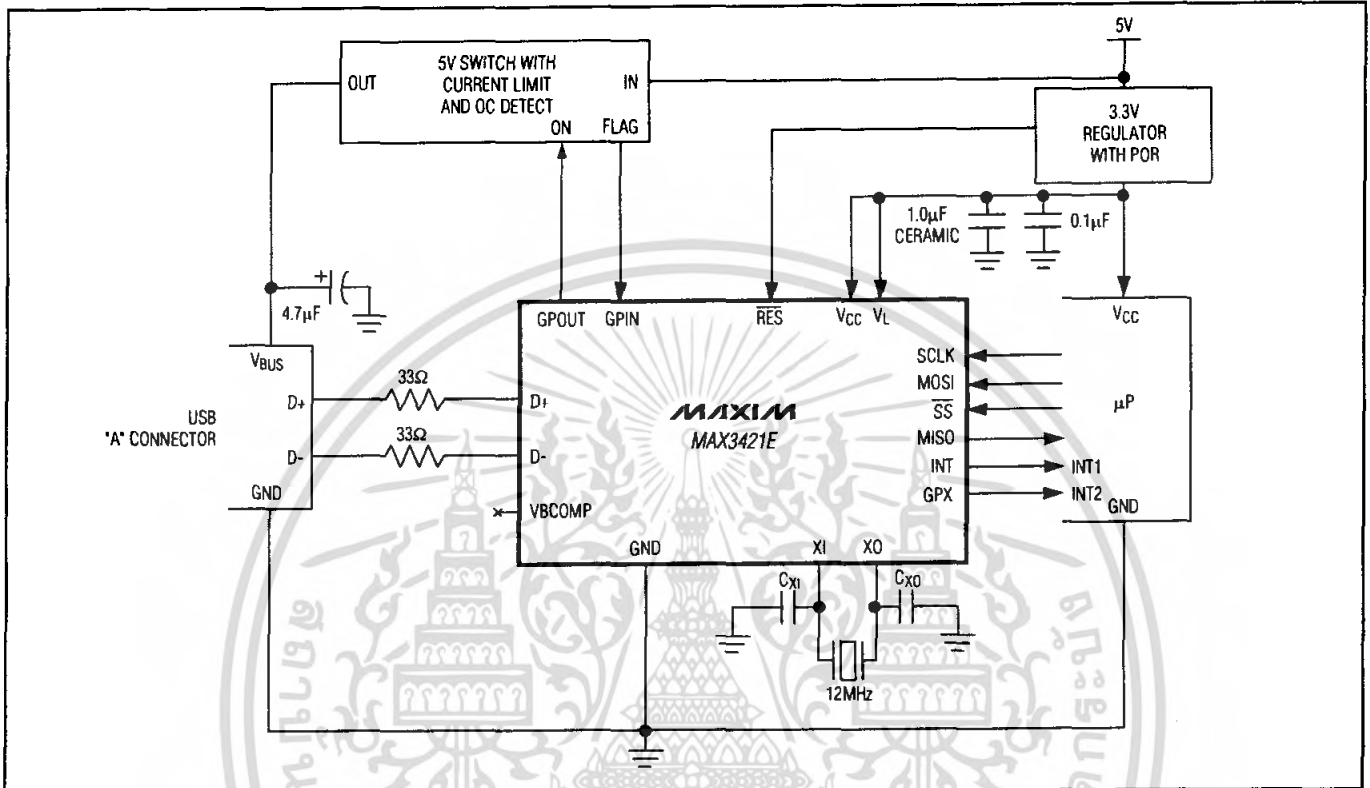 5V
5V SWITCH WITH
CURRENT LIMIT
AND OC DETECT
OUT
IN
ON
FLAG
3.3V
REGULATOR
WITH POR
1.0µF
CERAMIC
0.1µF
4.7µF
GPOUT
GPIN
RES
VCC
VL
VCC
VBUS
D+
D-
GND
USB
"A" CONNECTOR
33Ω
33Ω
D+
D-
VBCOMP
MAXIM
MAX3421E
SCLK
MOSI
SS
MISO
INT
GPX
µP
INT1
INT2
GND
GND
XI
XO
CXI
CXO
12MHz